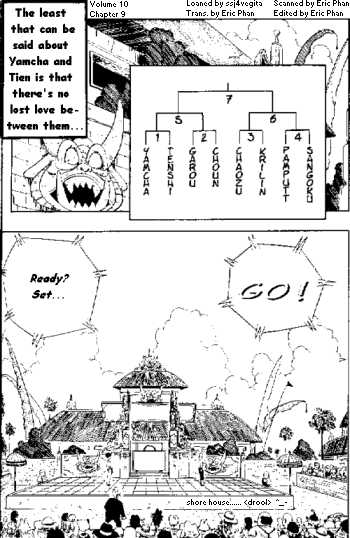 The least
that can be
said about
Yamcha and
Tien is that
there's no
lost love be-
tween them...
Volume 10
Chapter 9
Loaned by ssj4vegita
Trans. by Eric Phan
Scanned by Eric Phan
Edited by Eric Phan
7
5
6
1
2
3
4
YAMCHA
TENSHI
GAROU
CHOUN
CHAOZU
KRILIN
PAMPUTT
SANGOKU
Ready?
Set...
GO!
shore house...... <drool> ^_^